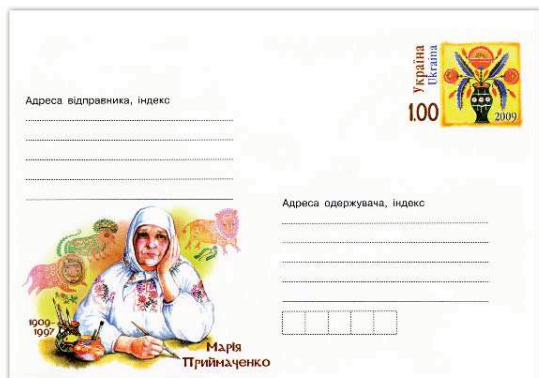 Україна
Ukraina
1.00
2009
Адреса відправника, індекс
Адреса одержувача, індекс
1909-
1997
Марія
Приймаченко